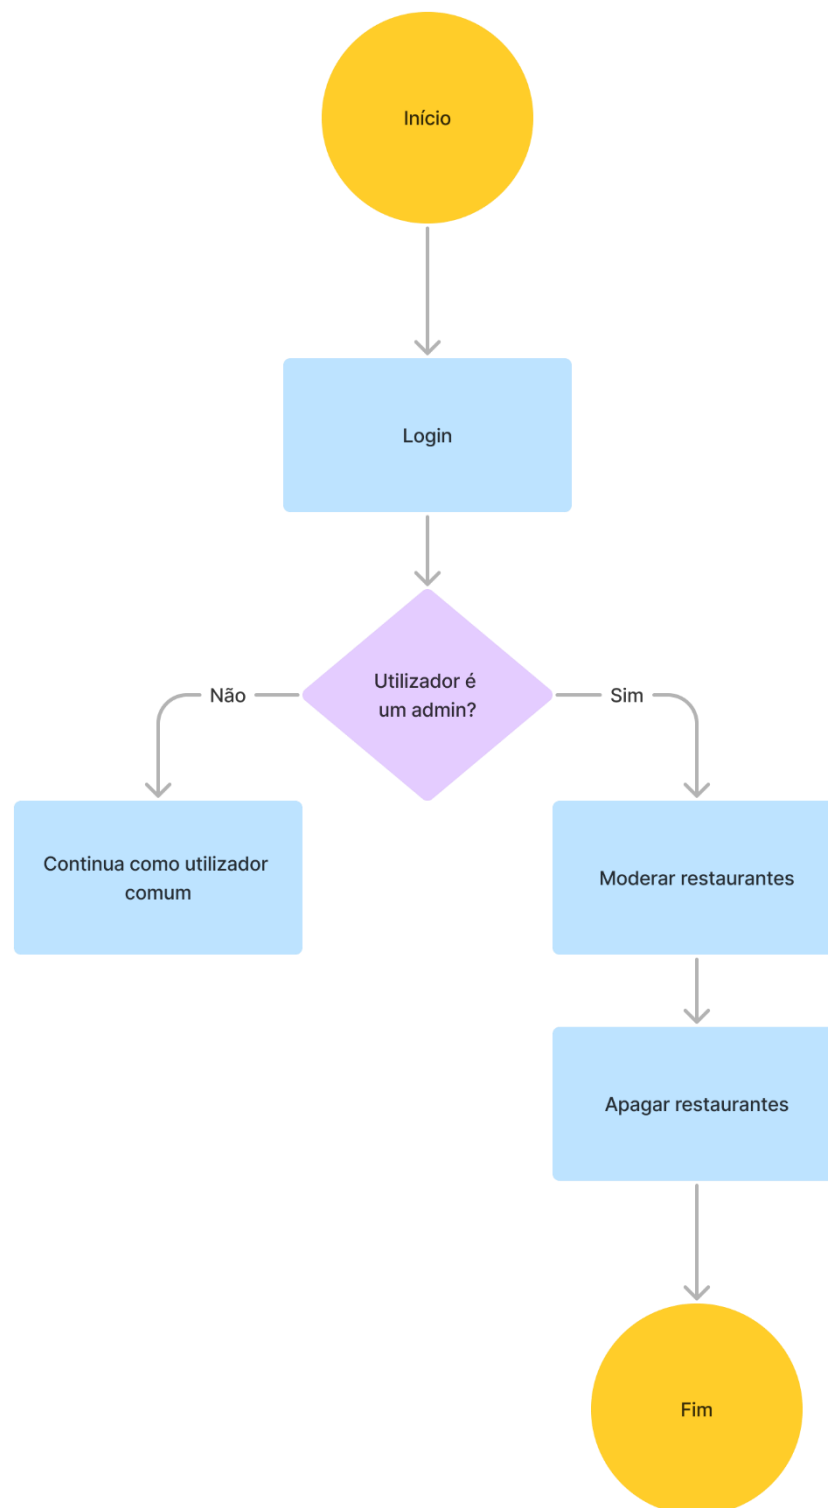 Início
Login
Utilizador é
um admin?
Não
Sim
Continua como utilizador
comum
Moderar restaurantes
Apagar restaurantes
Fim